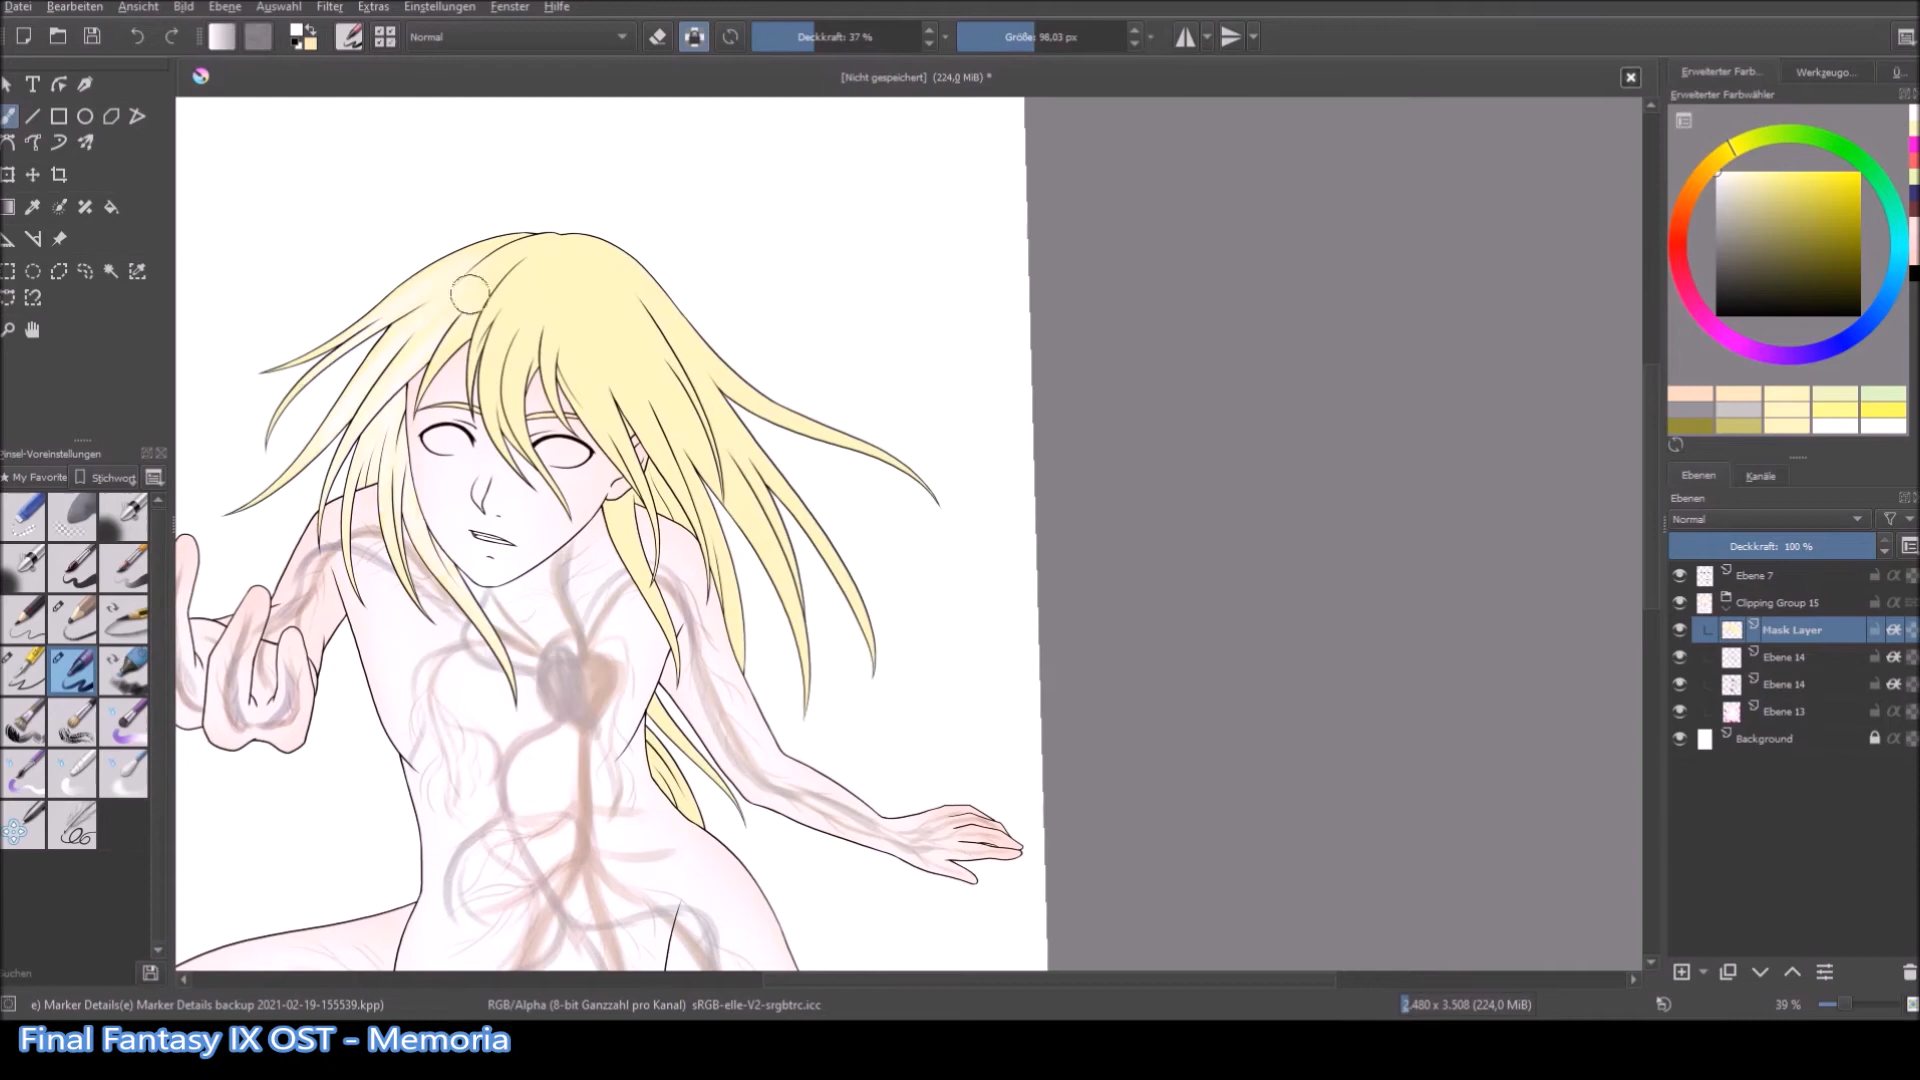 Datei Bearbeiten Ansicht Bild Ebene Auswahl Filter Extras Einstellungen Fenster Hilfe
Normal Deckkraft: 37 % Größe: 98,03 px
[Nicht gespeichert] (224,0 MiB) *
Erweiterter Farb... Werkzeugo... Ü...
Erweiterter Farbwähler
Pinsel-Voreinstellungen
My Favorite Stichwort
Ebenen Kanäle
Ebenen
Normal
Deckkraft: 100 %
Ebene 7
Clipping Group 15
Mask Layer
Ebene 14
Ebene 14
Ebene 13
Background
Suchen
e) Marker Details(e) Marker Details backup 2021-02-19-155539.kpp)
RGB/Alpha (8-bit Ganzzahl pro Kanal) sRGB-elle-V2-srgbtrc.icc
2.480 x 3.508 (224,0 MiB)
39 %
Final Fantasy IX OST - Memoria